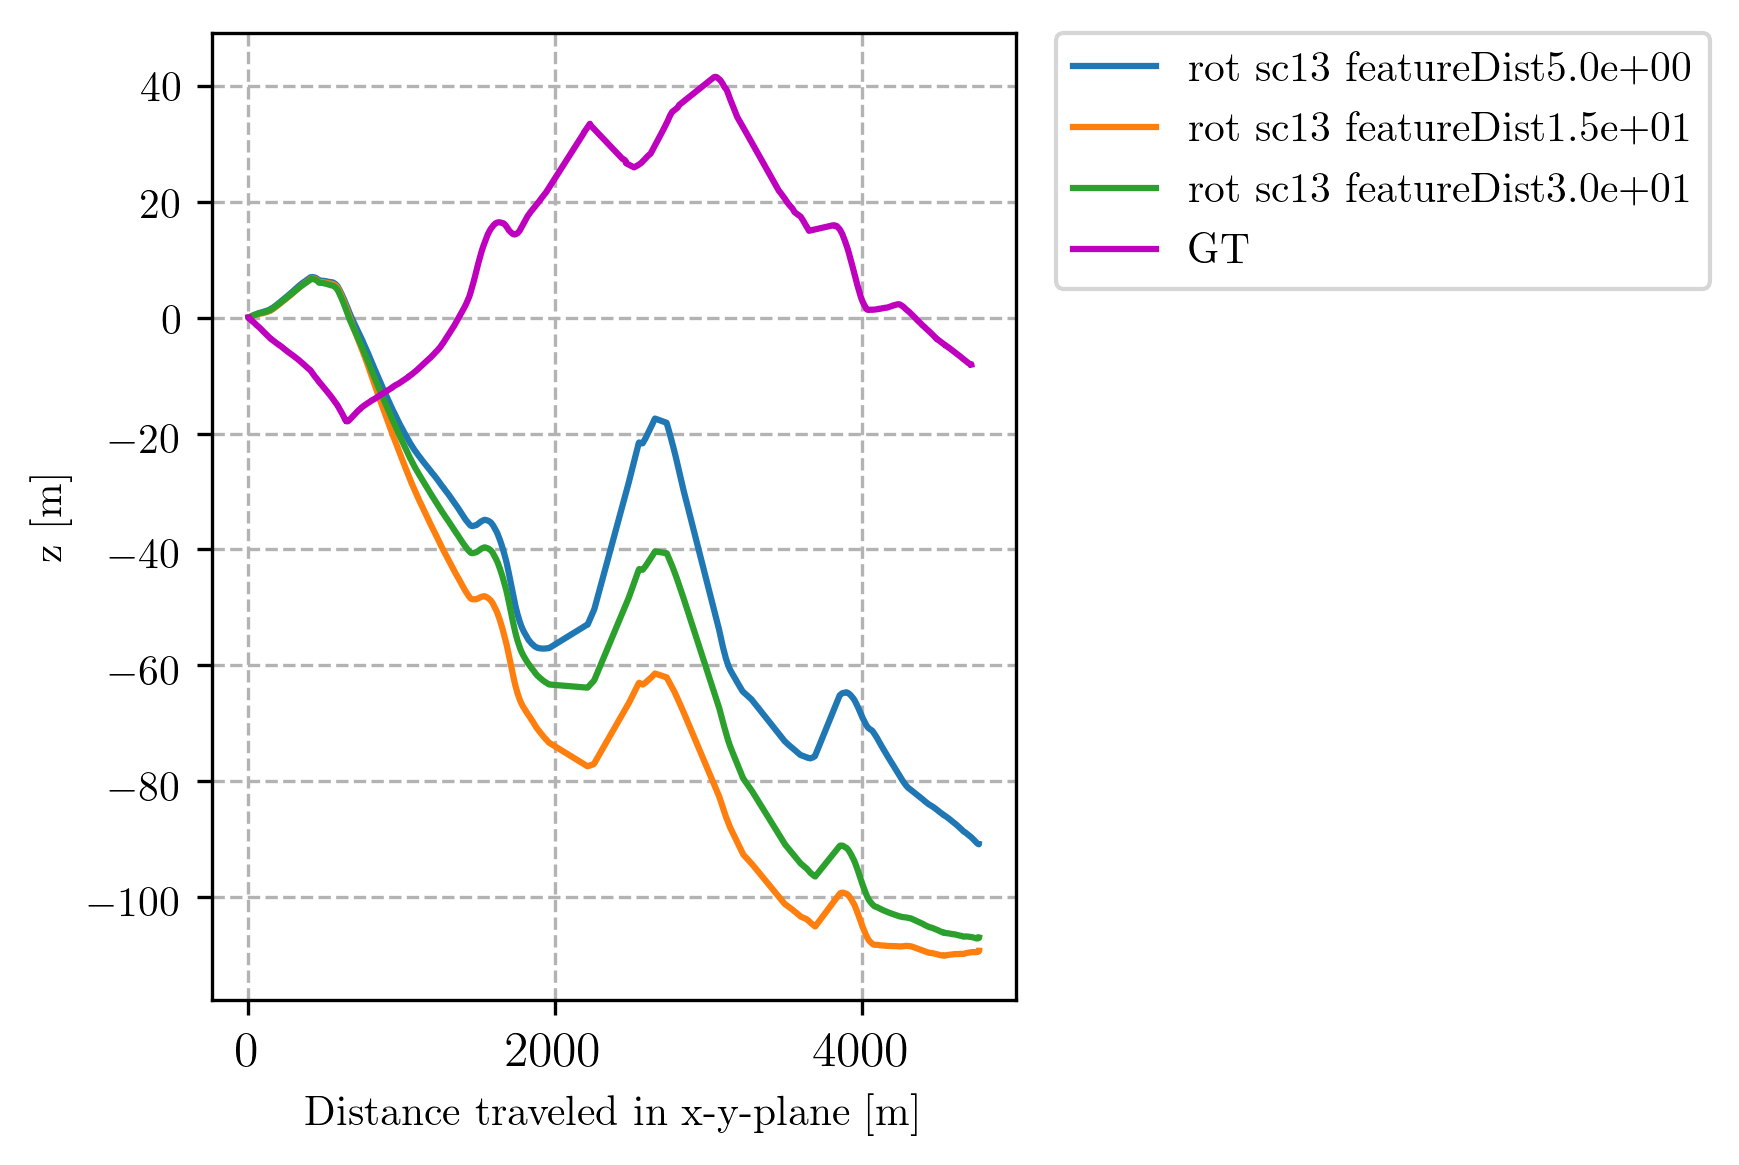 40
20
0
−20
−40
−60
−80
−100
z [m]
0 2000 4000
Distance traveled in x-y-plane [m]
rot sc13 featureDist5.0e+00
rot sc13 featureDist1.5e+01
rot sc13 featureDist3.0e+01
GT